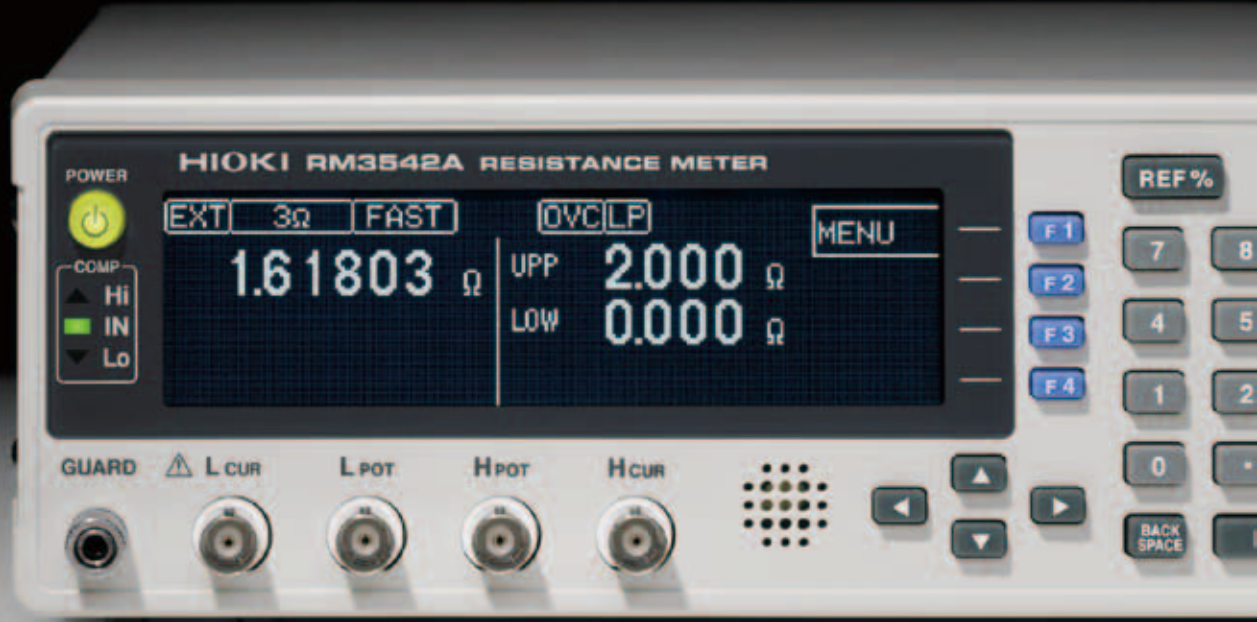 HIOKI RM3542A RESISTANCE METER
POWER
EXT 3Ω FAST OVC LP
MENU
1.61803 Ω
UPP 2.000 Ω
LOW 0.000 Ω
COMP
Hi
IN
Lo
REF%
F1
F2
F3
F4
7 8
4 5
1 2
0 .
BACK SPACE
GUARD
L CUR
L POT
H POT
H CUR